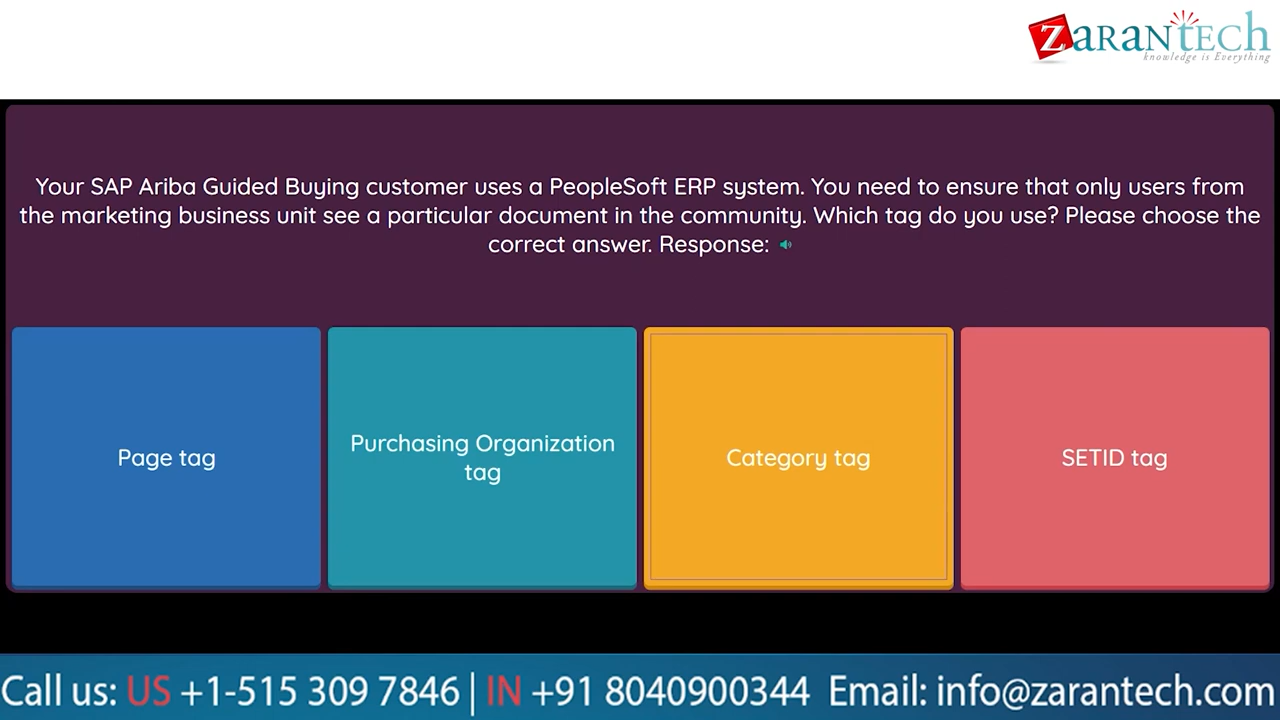 ZARANTECH
knowledge is Everything
Your SAP Ariba Guided Buying customer uses a PeopleSoft ERP system. You need to ensure that only users from
the marketing business unit see a particular document in the community. Which tag do you use? Please choose the
correct answer. Response:
Page tag
Purchasing Organization
tag
Category tag
SETID tag
Call us: US +1-515 309 7846 | IN +91 8040900344 Email: info@zarantech.com